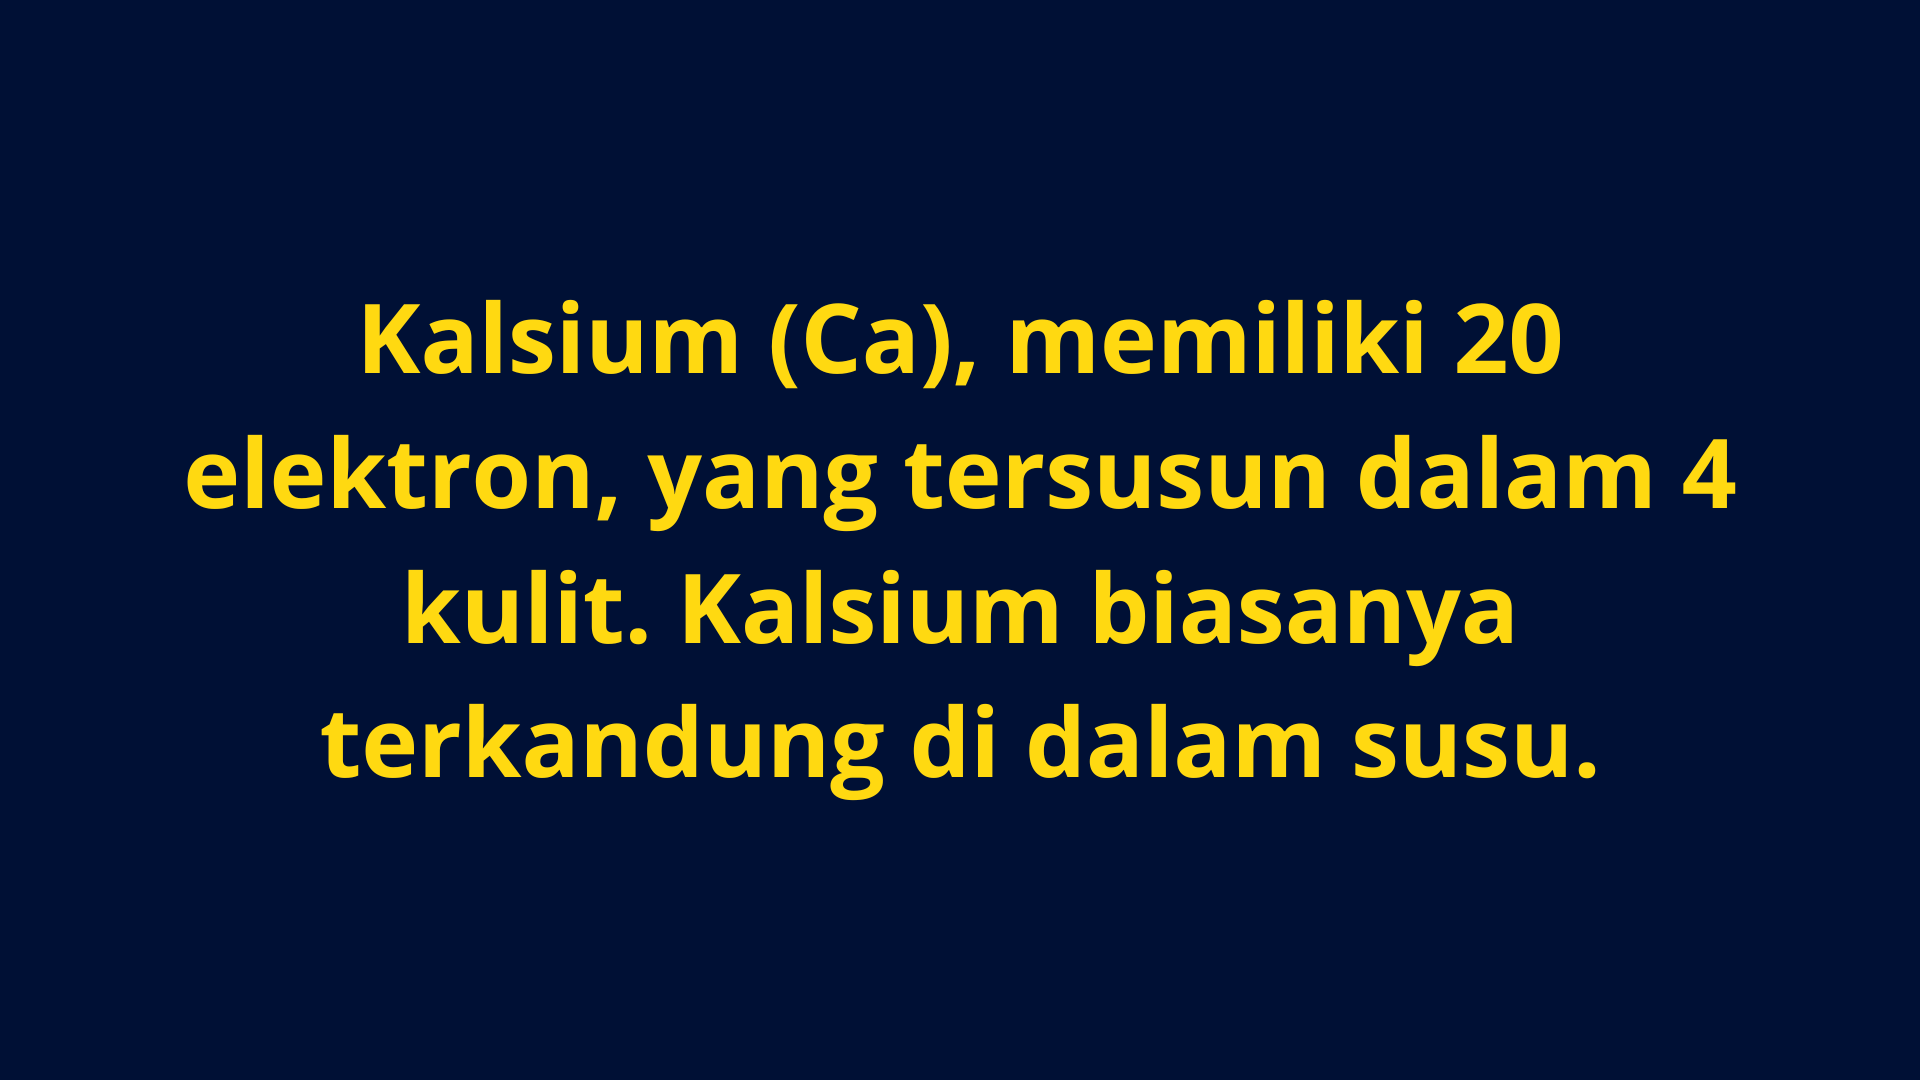 Kalsium (Ca), memiliki 20
elektron, yang tersusun dalam 4
kulit. Kalsium biasanya
terkandung di dalam susu.